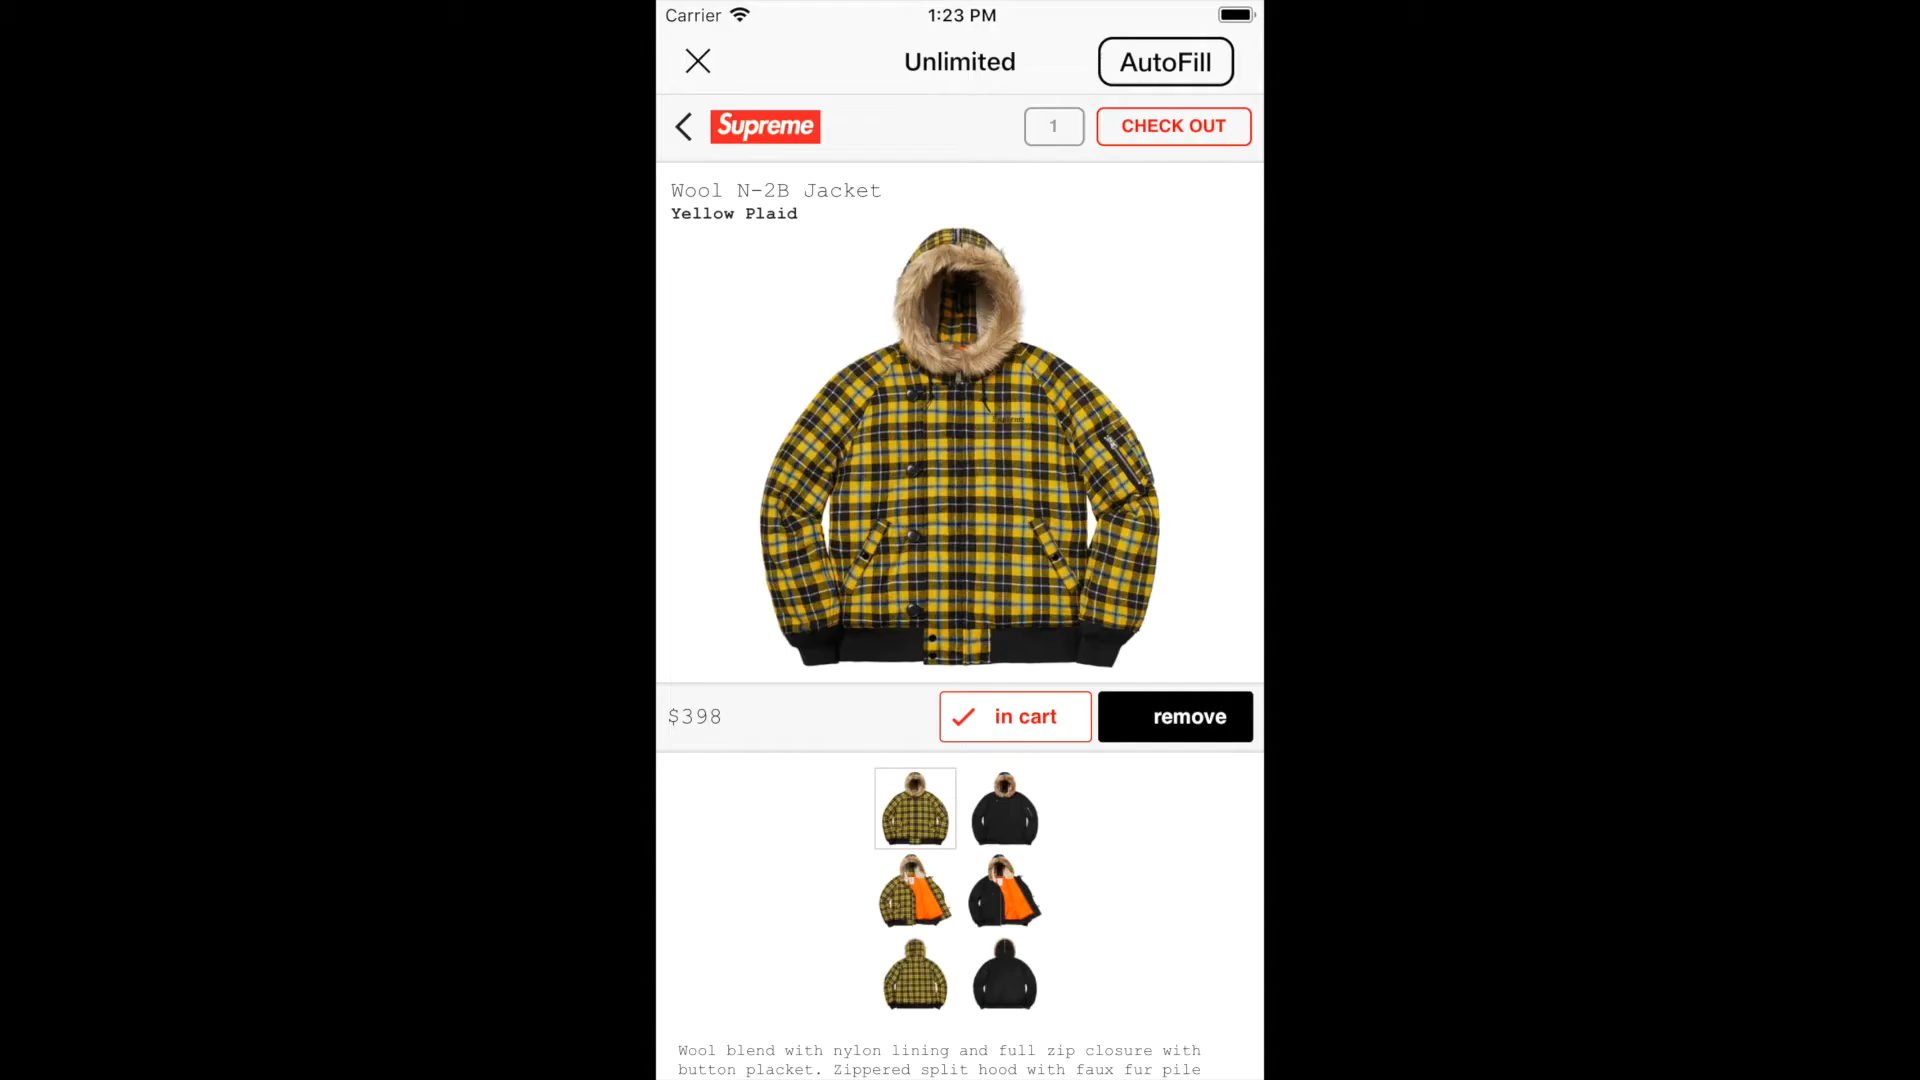 Carrier 1:23 PM
Unlimited AutoFill
Supreme 1 CHECK OUT
Wool N-2B Jacket
Yellow Plaid
Supreme
$398 in cart remove
Wool blend with nylon lining and full zip closure with
button placket. Zippered split hood with faux fur pile